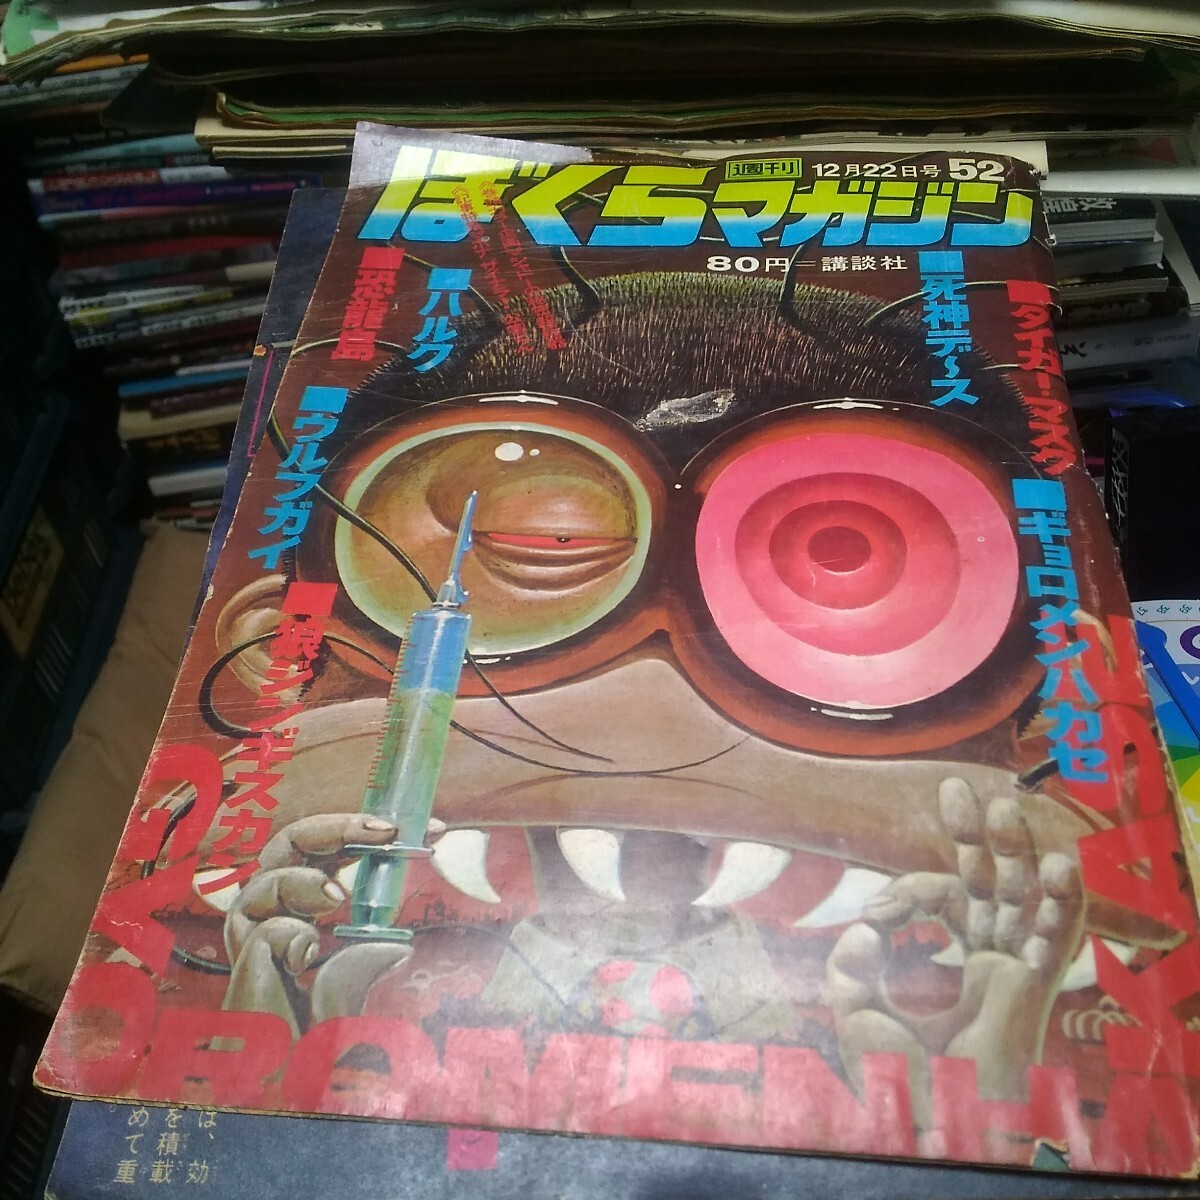 ぼくらマガジン
週刊
12月22日号 52
80円=講談社
■恐龍島
■ハルク
■ウルフガイ
■狼ジンギスカン
■死神デース
■タイガーマスク
■ギョロメンハカセ
GYOROMENHAKASE
は、効
を積載
めて重